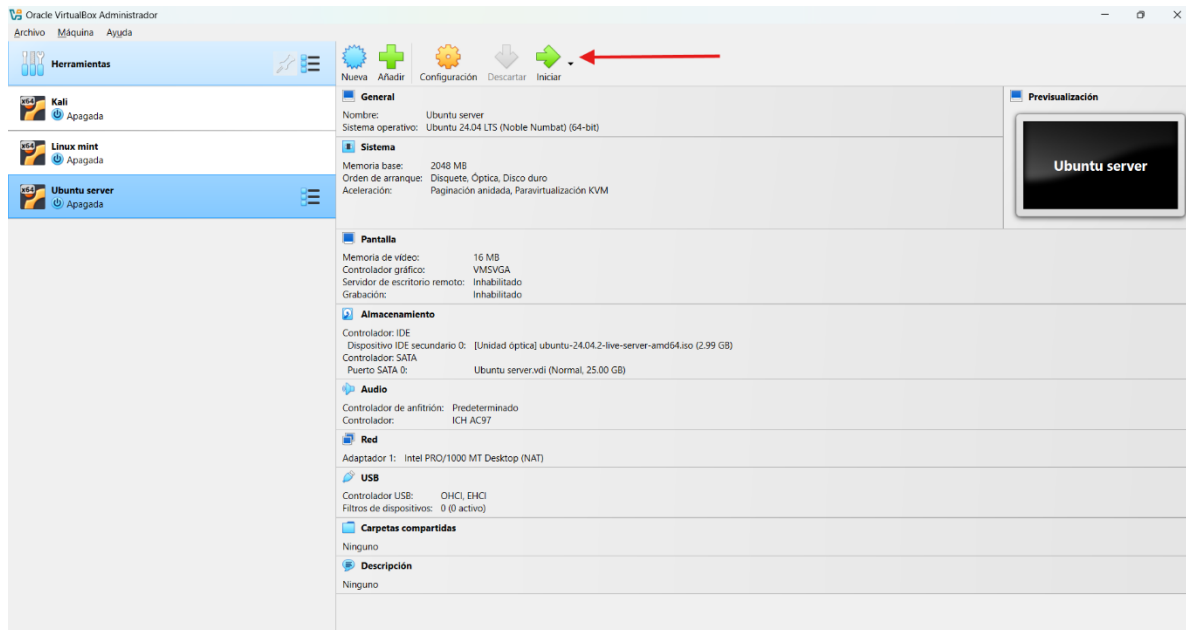 Oracle VirtualBox Administrador
Archivo Máquina Ayuda
Herramientas
Nueva Añadir Configuración Descartar Iniciar
Kali
Apagada
Linux mint
Apagada
Ubuntu server
Apagada
General
Nombre: Ubuntu server
Sistema operativo: Ubuntu 24.04 LTS (Noble Numbat) (64-bit)
Sistema
Memoria base: 2048 MB
Orden de arranque: Disquete, Óptica, Disco duro
Aceleración: Paginación anidada, Paravirtualización KVM
Previsualización
Ubuntu server
Pantalla
Memoria de vídeo: 16 MB
Controlador gráfico: VMSVGA
Servidor de escritorio remoto: Inhabilitado
Grabación: Inhabilitado
Almacenamiento
Controlador: IDE
Dispositivo IDE secundario 0: [Unidad óptica] ubuntu-24.04.2-live-server-amd64.iso (2.99 GB)
Controlador: SATA
Puerto SATA 0: Ubuntu server.vdi (Normal, 25.00 GB)
Audio
Controlador de anfitrión: Predeterminado
Controlador: ICH AC97
Red
Adaptador 1: Intel PRO/1000 MT Desktop (NAT)
USB
Controlador USB: OHCI, EHCI
Filtros de dispositivos: 0 (0 activo)
Carpetas compartidas
Ninguno
Descripción
Ninguno